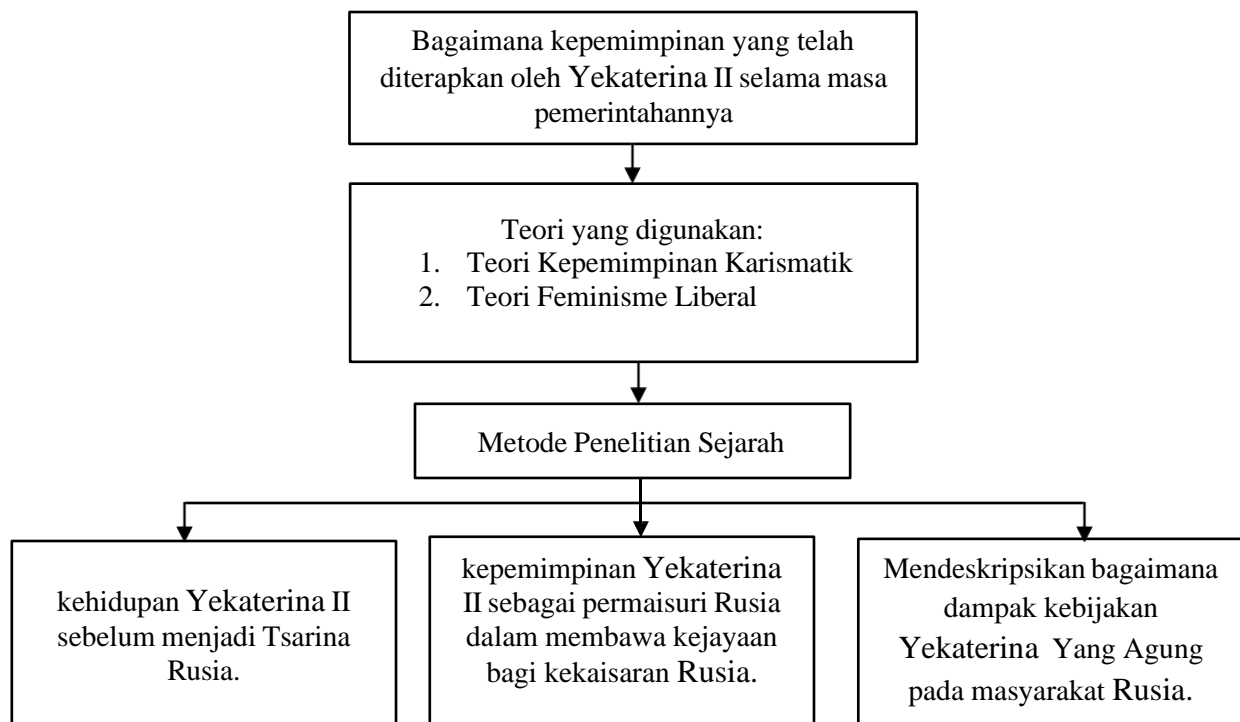 Bagaimana kepemimpinan yang telah
diterapkan oleh Yekaterina II selama masa
pemerintahannya
Teori yang digunakan:
1. Teori Kepemimpinan Karismatik
2. Teori Feminisme Liberal
Metode Penelitian Sejarah
kehidupan Yekaterina II
sebelum menjadi Tsarina
Rusia.
kepemimpinan Yekaterina
II sebagai permaisuri Rusia
dalam membawa kejayaan
bagi kekaisaran Rusia.
Mendeskripsikan bagaimana
dampak kebijakan
Yekaterina Yang Agung
pada masyarakat Rusia.